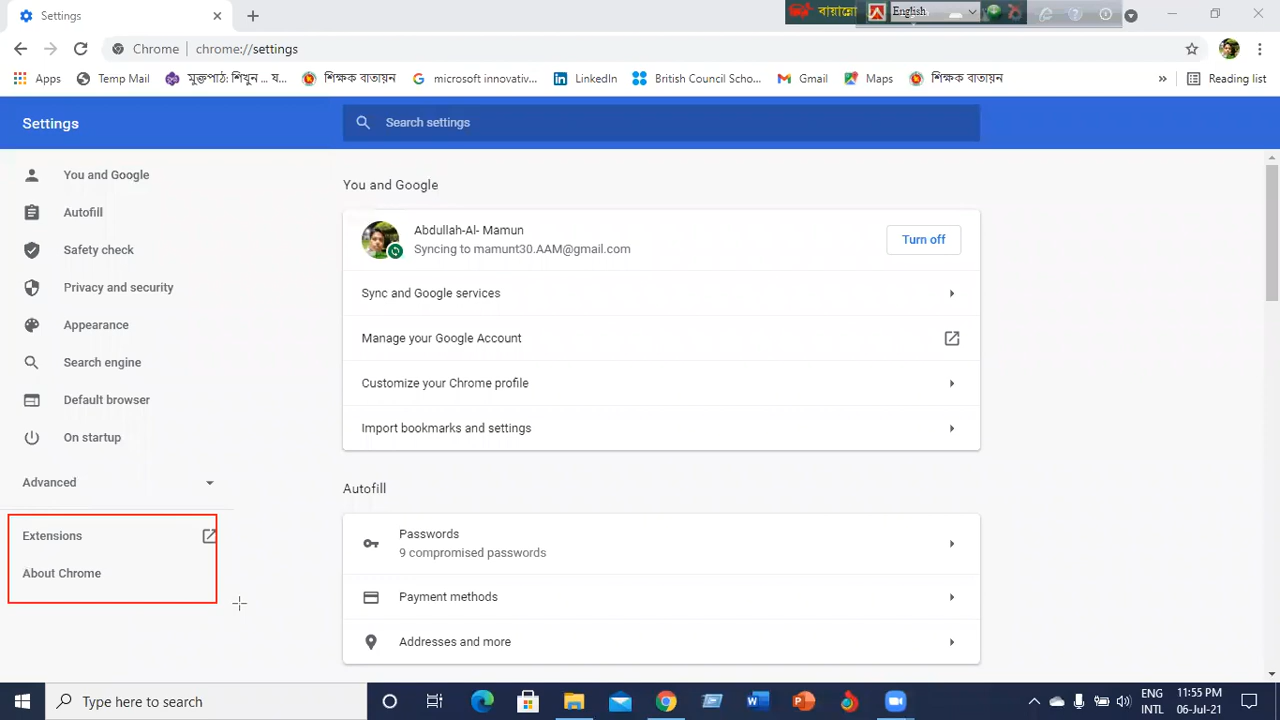 Settings
বায়ান্নো
English
Chrome
chrome://settings
Apps
Temp Mail
মুক্তপাঠ: শিখুন ... য...
শিক্ষক বাতায়ন
microsoft innovativ...
LinkedIn
British Council Scho...
Gmail
Maps
শিক্ষক বাতায়ন
»
Reading list
Settings
Search settings
You and Google
Autofill
Safety check
Privacy and security
Appearance
Search engine
Default browser
On startup
Advanced
Extensions
About Chrome
You and Google
Abdullah-Al- Mamun
Syncing to mamunt30.AAM@gmail.com
Turn off
Sync and Google services
Manage your Google Account
Customize your Chrome profile
Import bookmarks and settings
Autofill
Passwords
9 compromised passwords
Payment methods
Addresses and more
Type here to search
ENG
INTL
11:55 PM
06-Jul-21